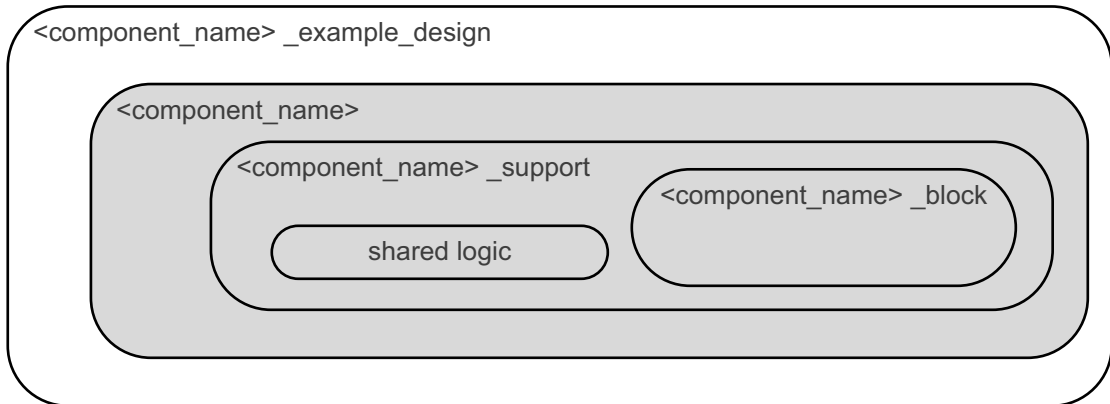 <component_name> _example_design
<component_name>
<component_name> _support
<component_name> _block
shared logic